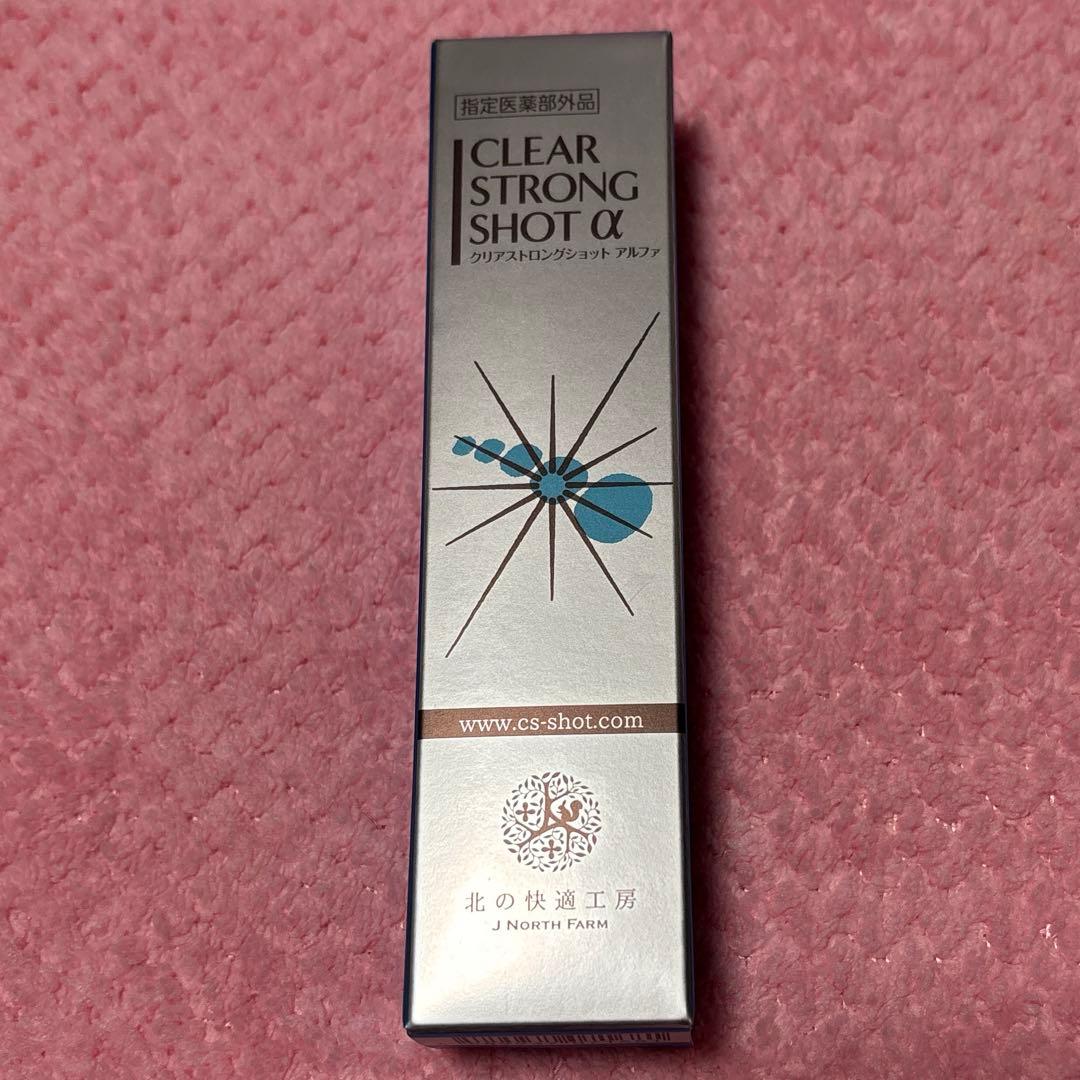 指定医薬部外品
CLEAR
STRONG
SHOT α
クリアストロングショット アルファ
www.cs-shot.com
北の快適工房
J NORTH FARM